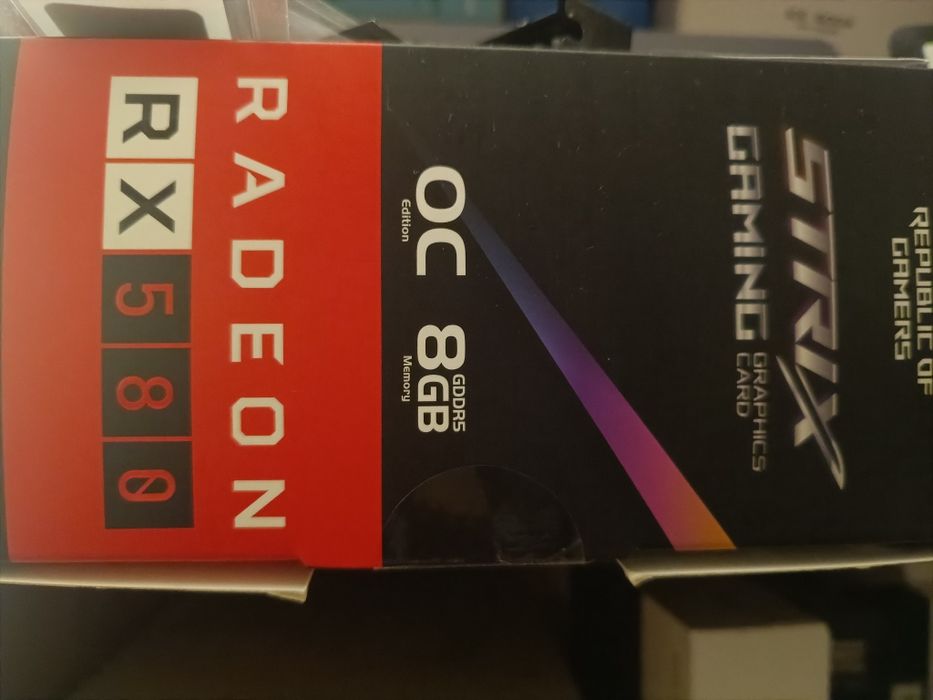 REPUBLIC OF
GAMERS
STRIX
GAMING GRAPHICS
CARD
OC
Edition
8GB GDDR5
Memory
RADEON
RX 580